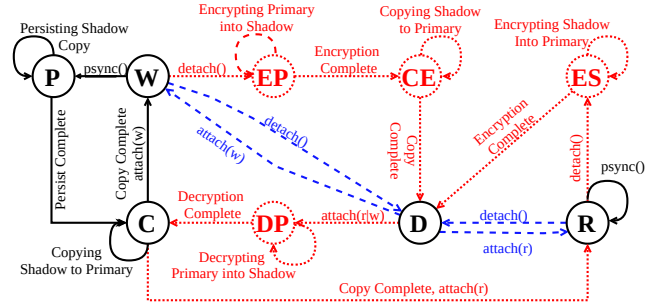 Persisting Shadow
Copy
Encrypting Primary
into Shadow
Copying Shadow
to Primary
Encrypting Shadow
Into Primary
Encryption
Complete
P
psync()
W
detach()
EP
CE
ES
Persist Complete
Copy Complete
attach(w)
detach()
attach(w)
Copy
Complete
Encryption
Complete
detach()
psync()
Decryption
Complete
C
DP
attach(r|w)
D
detach()
attach(r)
R
Copying
Shadow to Primary
Decrypting
Primary into Shadow
Copy Complete, attach(r)